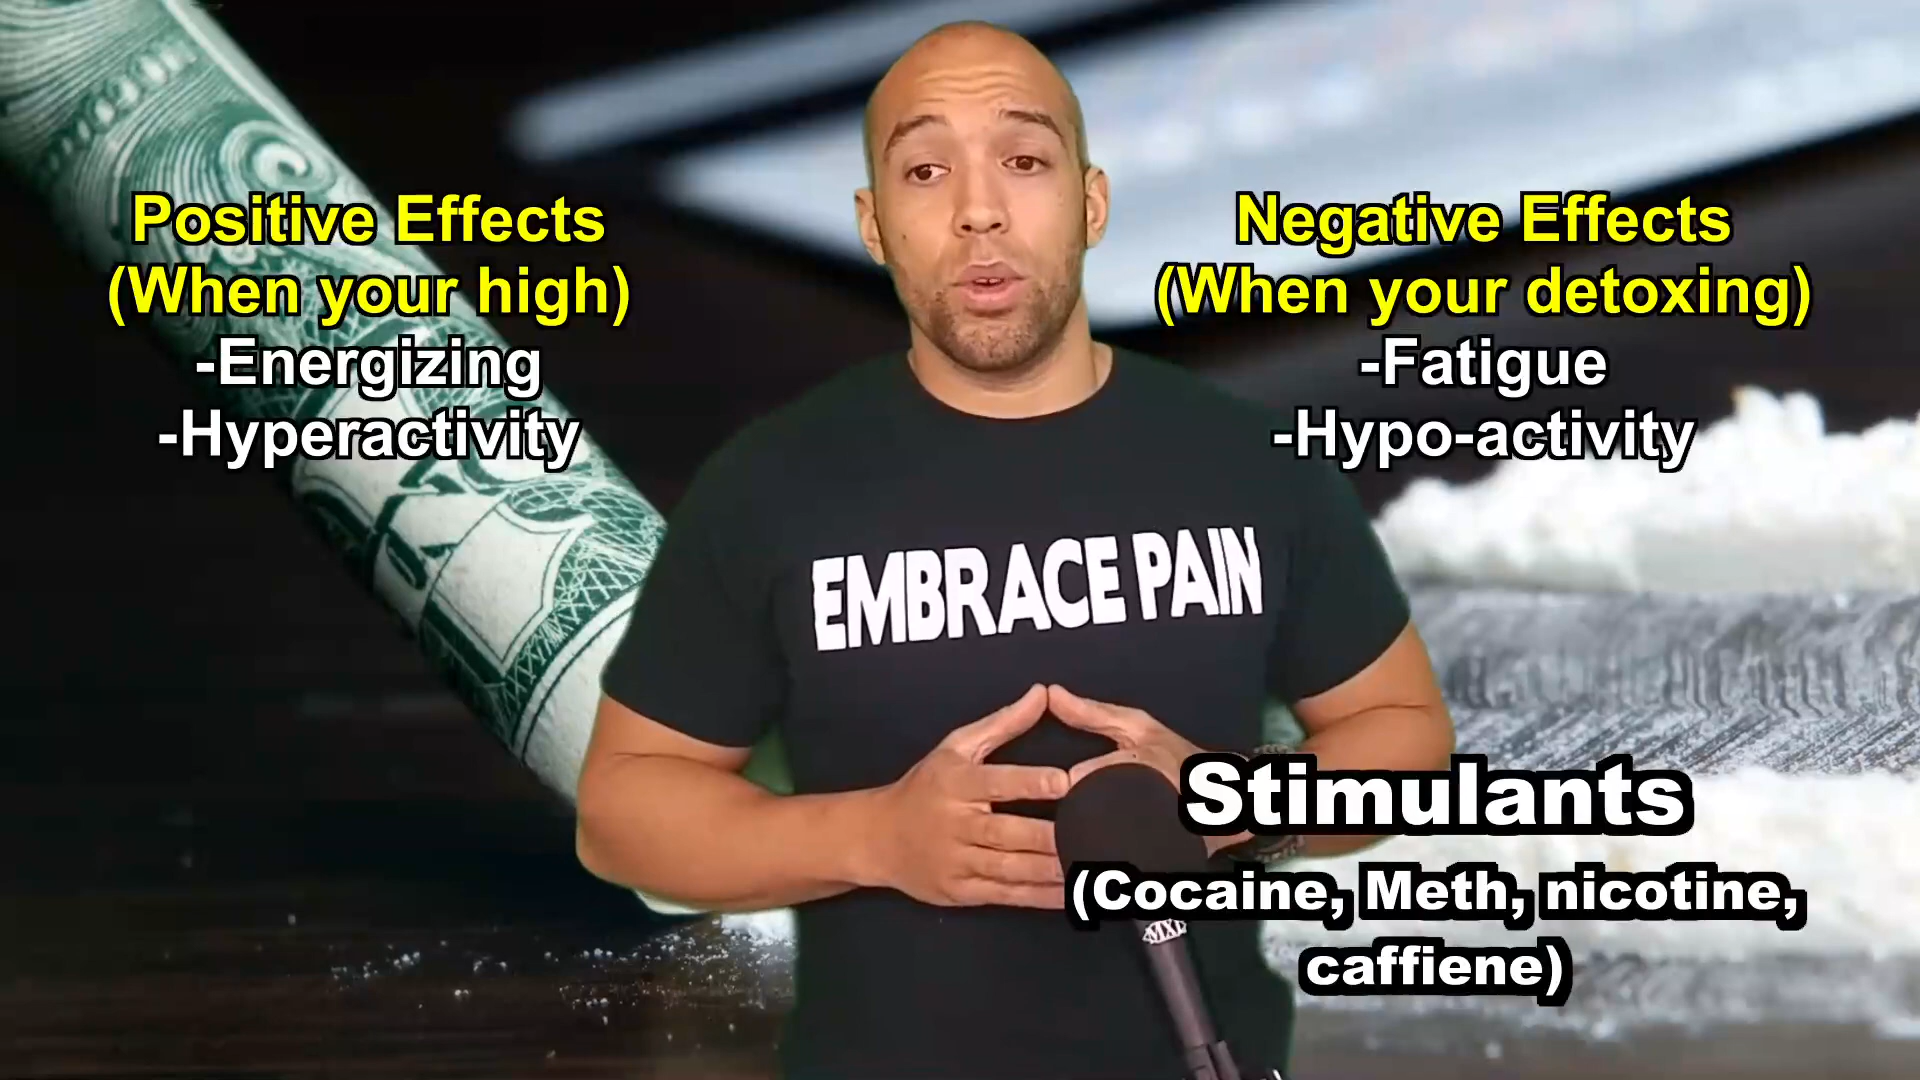 Positive Effects
(When your high)
-Energizing
-Hyperactivity
Negative Effects
(When your detoxing)
-Fatigue
-Hypo-activity
EMBRACE PAIN
Stimulants
(Cocaine, Meth, nicotine,
caffiene)
MXL